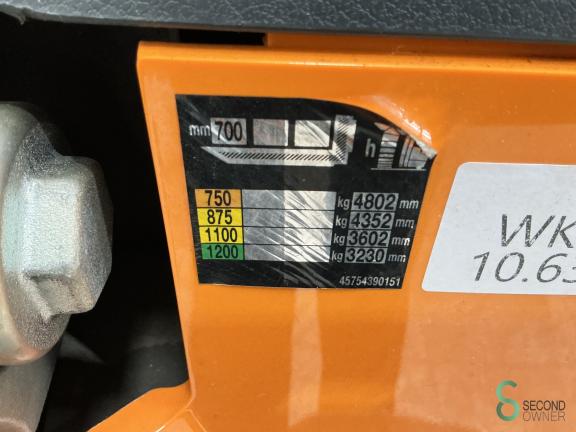 mm 700 h
750 kg 4802 mm
875 kg 4352 mm
1100 kg 3602 mm
1200 kg 3230 mm
45754390151
WK
10.6
SECOND
OWNER